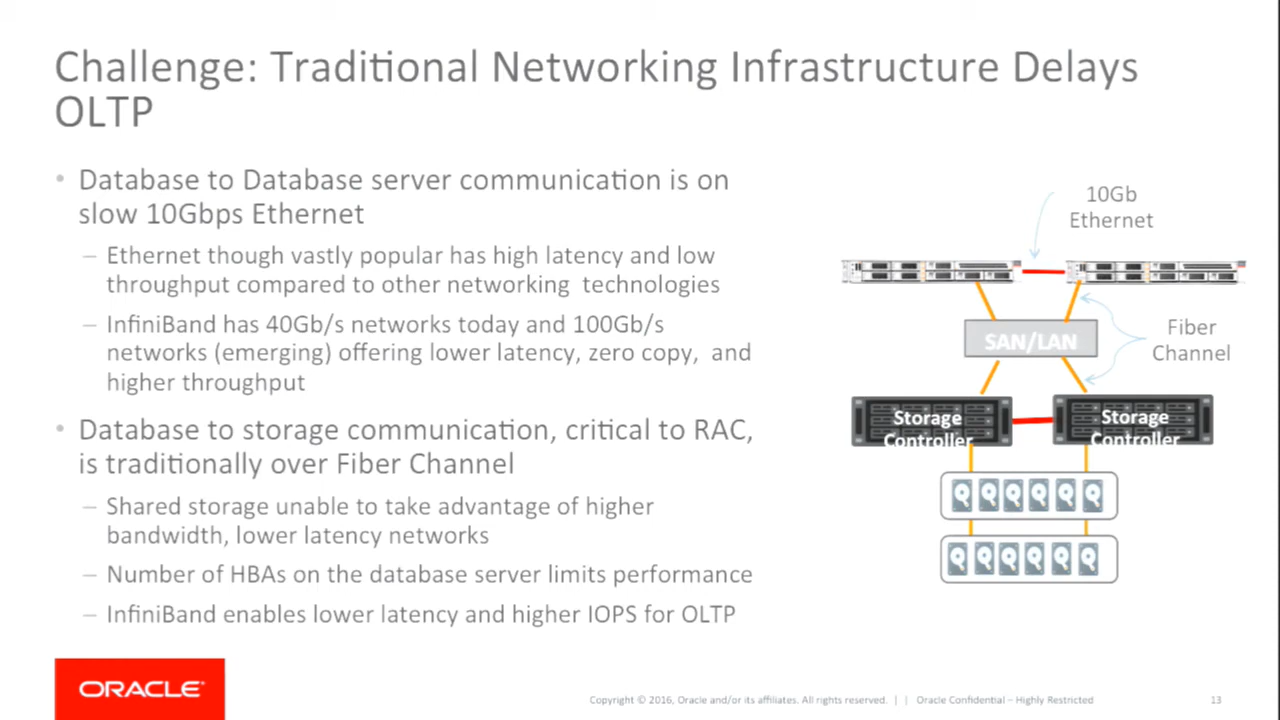 Challenge: Traditional Networking Infrastructure Delays
OLTP
• Database to Database server communication is on
slow 10Gbps Ethernet
– Ethernet though vastly popular has high latency and low
throughput compared to other networking technologies
– InfiniBand has 40Gb/s networks today and 100Gb/s
networks (emerging) offering lower latency, zero copy, and
higher throughput
• Database to storage communication, critical to RAC,
is traditionally over Fiber Channel
– Shared storage unable to take advantage of higher
bandwidth, lower latency networks
– Number of HBAs on the database server limits performance
– InfiniBand enables lower latency and higher IOPS for OLTP
10Gb
Ethernet
SAN/LAN
Fiber
Channel
Storage
Controller
Storage
Controller
ORACLE®
Copyright © 2016, Oracle and/or its affiliates. All rights reserved. | | Oracle Confidential – Highly Restricted
13